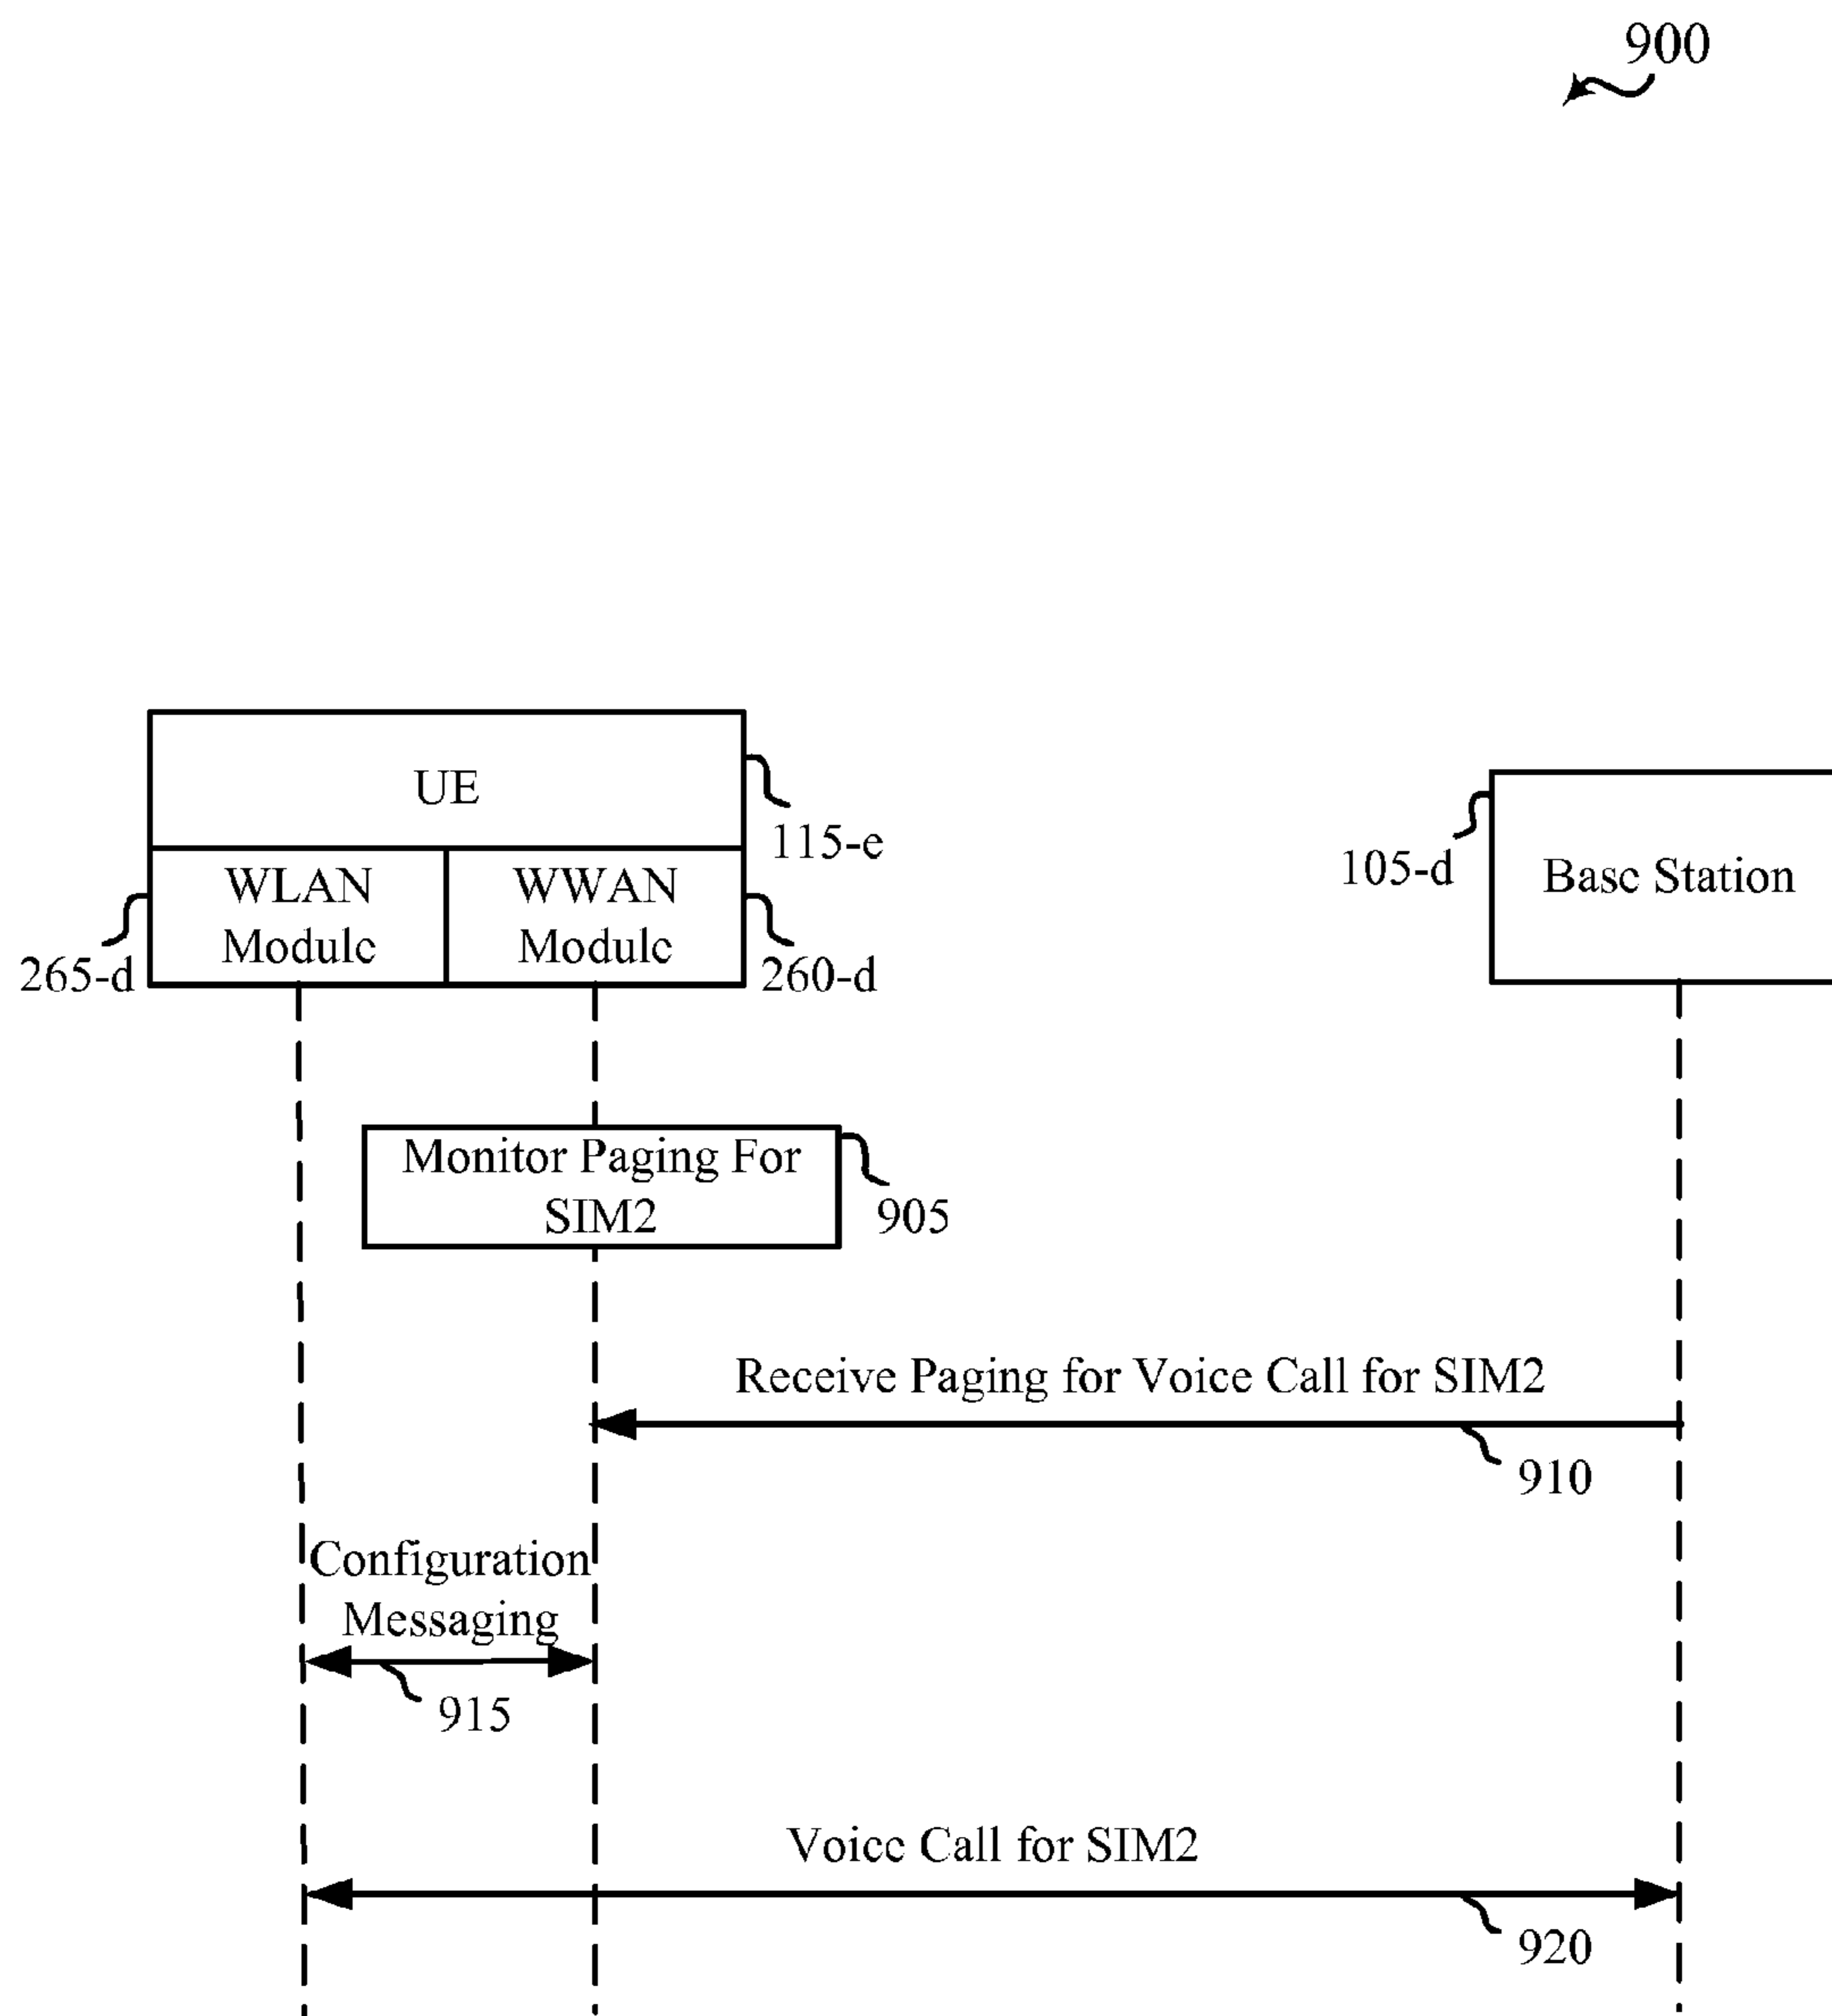 900
UE
115-e
WLAN
Module
WWAN
Module
265-d
260-d
105-d
Base Station
Monitor Paging For
SIM2
905
Receive Paging for Voice Call for SIM2
910
Configuration
Messaging
915
Voice Call for SIM2
920